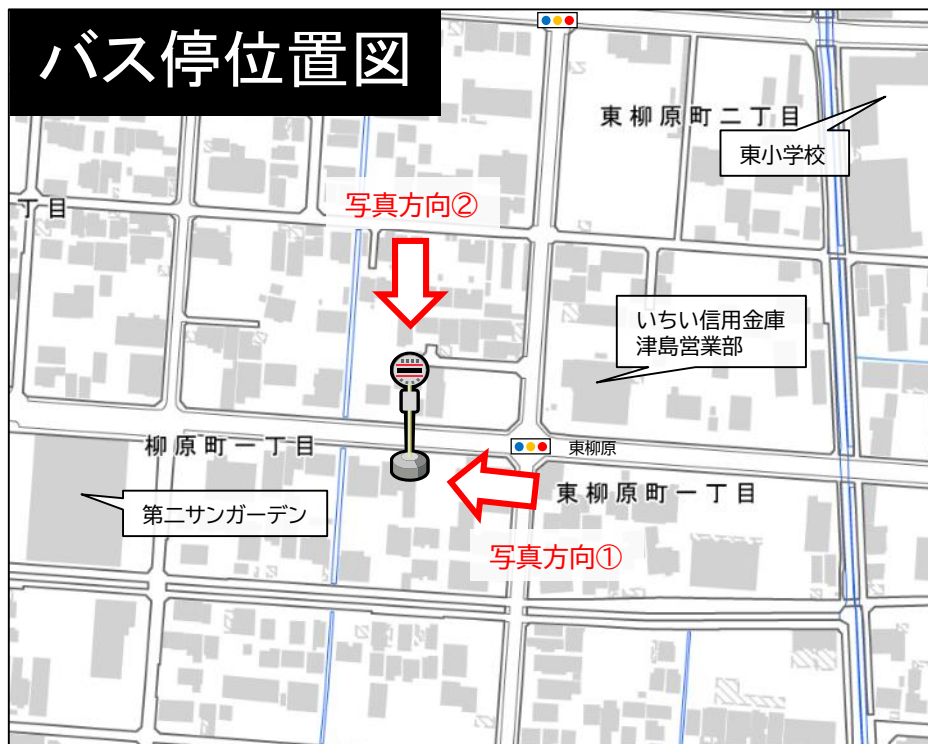 バス停位置図
東柳原町二丁目
東小学校
丁目
写真方向②
いちい信用金庫
津島営業部
柳原町一丁目
東柳原
東柳原町一丁目
第二サンガーデン
写真方向①